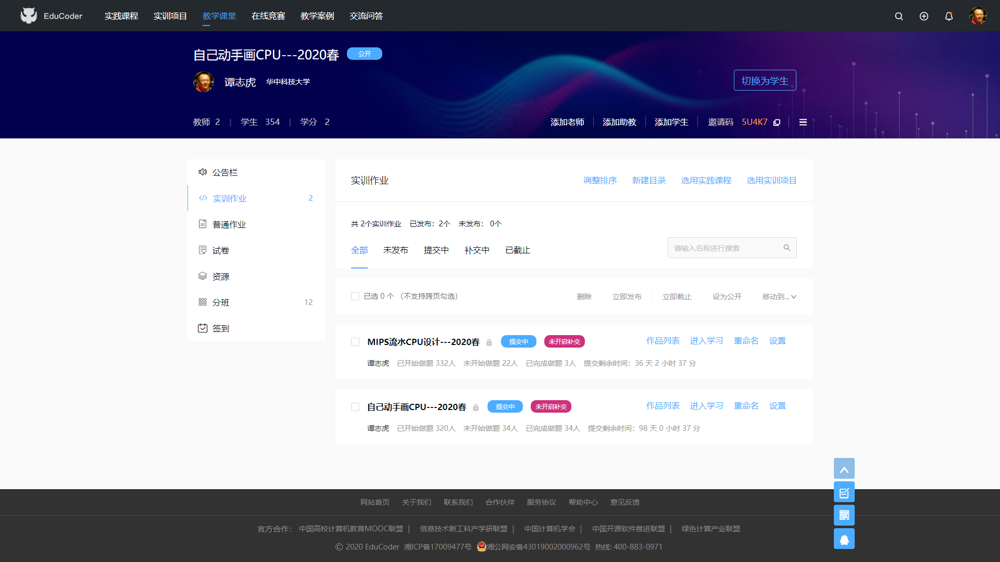 EduCoder 实践课程 实训项目 教学课堂 在线竞赛 教学案例 交流问答
自己动手画CPU---2020春 公开
谭志虎 华中科技大学
切换为学生
教师 2 | 学生 354 | 学分 2
添加老师 添加助教 添加学生 邀请码 5U4K7
公告栏
实训作业 2
普通作业
试卷
资源
分班 12
签到
实训作业 调整排序 新建目录 选用实践课程 选用实训项目
共 2个实训作业 已发布：2个 未发布： 0个
全部 未发布 提交中 补交中 已截止
请输入名称进行搜索
已选 0 个 （不支持跨页勾选） 删除 立即发布 立即截止 设为公开 移动到...
MIPS流水CPU设计---2020春 提交中 未开启补交 作品列表 进入学习 重命名 设置
谭志虎 已开始做题 332人 未开始做题 22人 已完成做题 3人 提交剩余时间：36 天 2 小时 37 分
自己动手画CPU---2020春 提交中 未开启补交 作品列表 进入学习 重命名 设置
谭志虎 已开始做题 320人 未开始做题 34人 已完成做题 34人 提交剩余时间：98 天 0 小时 37 分
网站首页 关于我们 联系我们 合作伙伴 服务协议 帮助中心 意见反馈
官方合作： 中国高校计算机教育MOOC联盟 | 信息技术新工科产学研联盟 | 中国计算机学会 | 中国开源软件推进联盟 | 绿色计算产业联盟
© 2020 EduCoder 湘ICP备17009477号 湘公网安备43019002000962号 热线: 400-883-0971